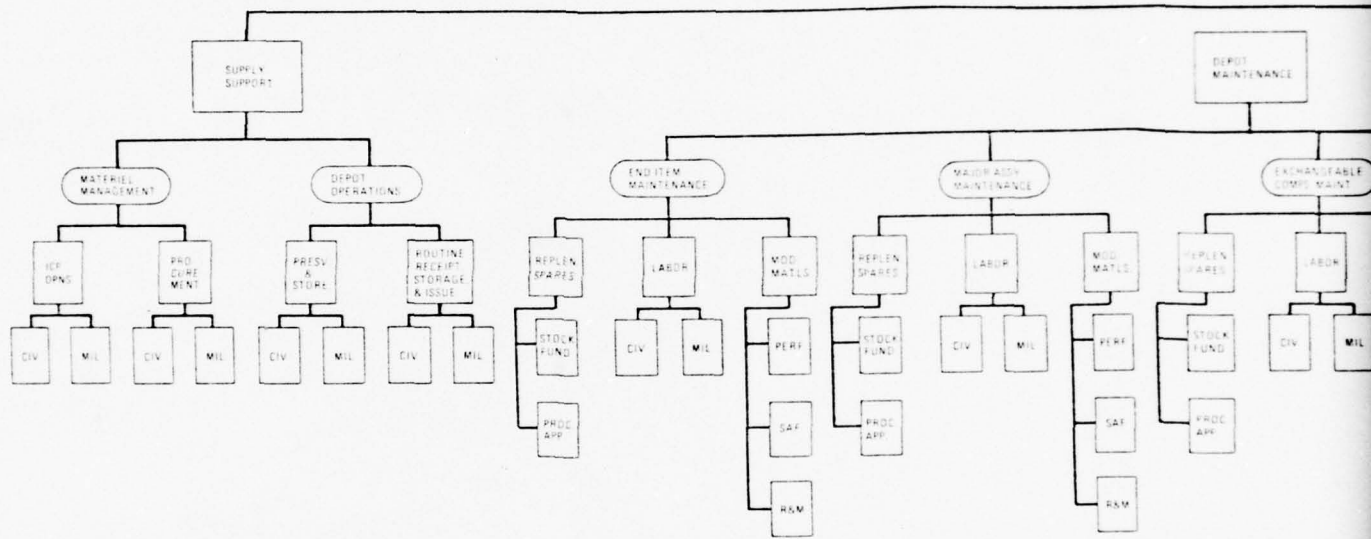 SUPPLY
SUPPORT
DEPOT
MAINTENANCE
MATERIEL
MANAGEMENT
DEPOT
OPERATIONS
END ITEM
MAINTENANCE
MAJOR ASSY
MAINTENANCE
EXCHANGEABLE
COMPS MAINT
ICP
OPNS
PRO
CUREMENT
PRESV
&
STORE
ROUTINE
RECEIPT
STORAGE
& ISSUE
REPLEN
SPARES
LABOR
MOD
MATLS
REPLEN
SPARES
LABOR
MOD
MATLS
REPLEN
SPARES
LABOR
CIV
MIL
CIV
MIL
CIV
MIL
CIV
MIL
STOCK
FUND
CIV
MIL
PERF
STOCK
FUND
CIV
MIL
PERF
STOCK
FUND
CIV
MIL
PROC
APP
SAF
PROC
APP
SAF
PROC
APP
R&M
R&M